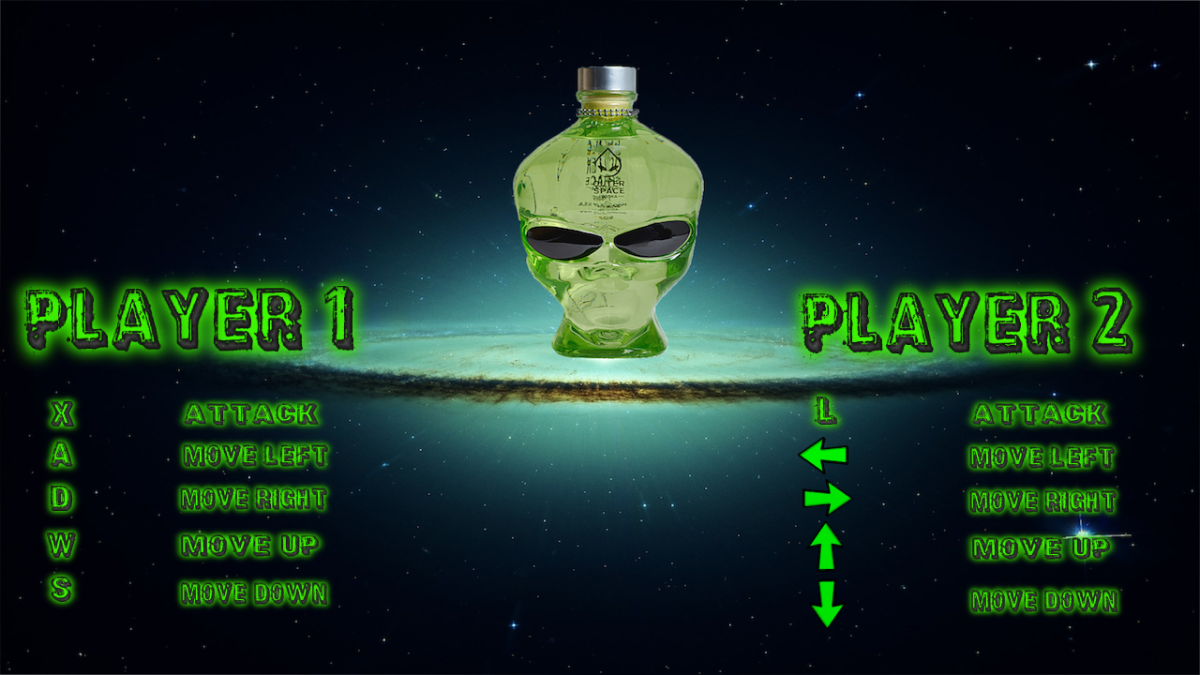 OUTER
SPACE
PLAYER 1
X ATTACK
A MOVE LEFT
D MOVE RIGHT
W MOVE UP
S MOVE DOWN
PLAYER 2
L ATTACK
MOVE LEFT
MOVE RIGHT
MOVE UP
MOVE DOWN